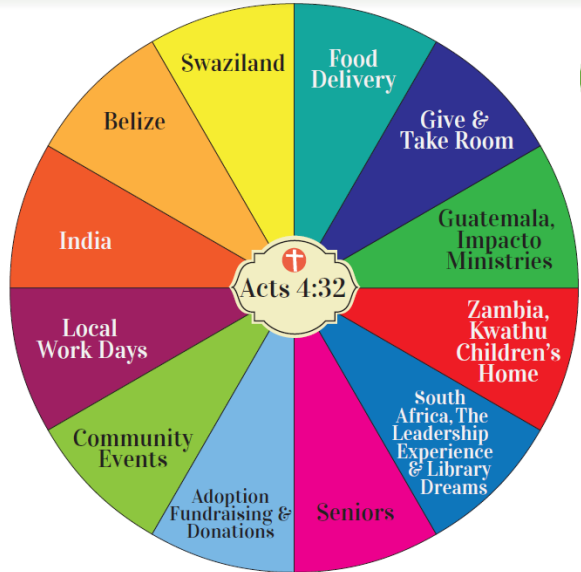 Swaziland
Food
Delivery
Give &
Take Room
Guatemala,
Impacto
Ministries
Zambia,
Kwathu
Children's
Home
South
Africa, The
Leadership
Experience
& Library
Dreams
Seniors
Adoption
Fundraising &
Donations
Community
Events
Local
Work Days
India
Belize
Acts 4:32